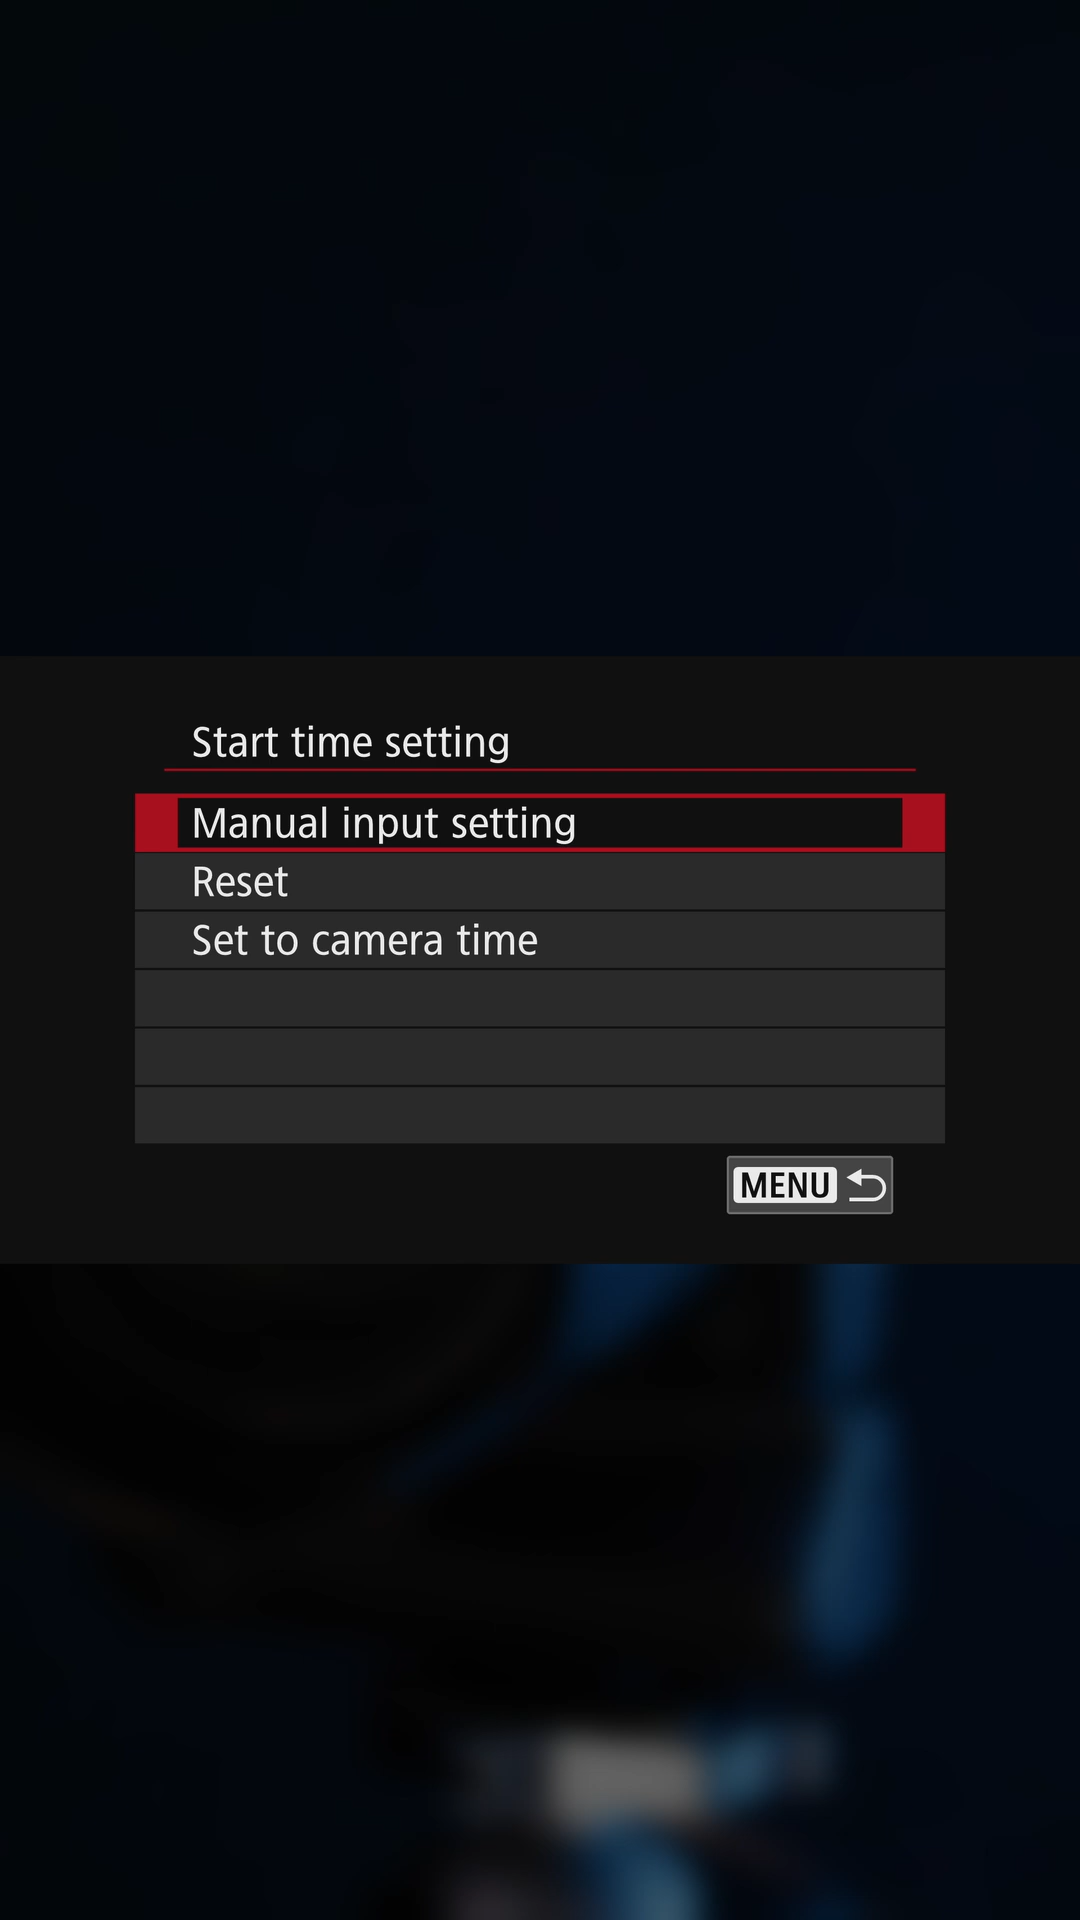 Start time setting
Manual input setting
Reset
Set to camera time
MENU